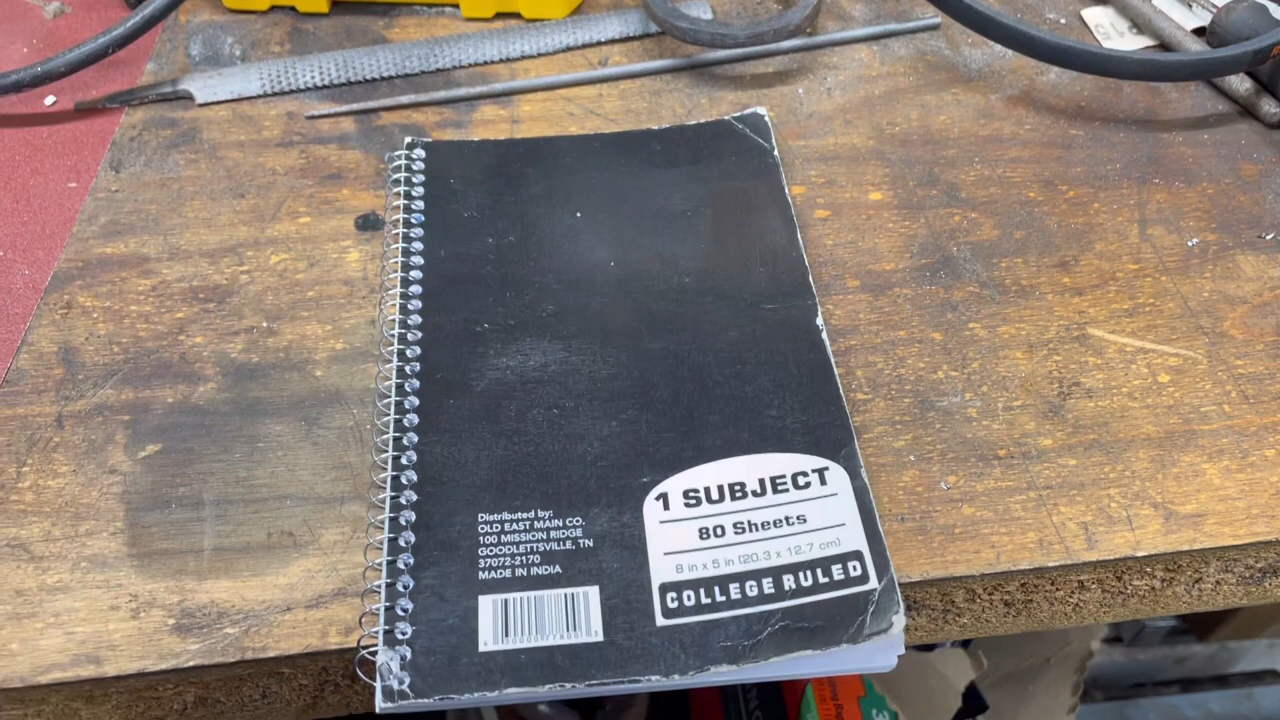 1 SUBJECT
80 Sheets
8 in x 5 in (20.3 x 12.7 cm)
COLLEGE RULED
Distributed by:
OLD EAST MAIN CO.
100 MISSION RIDGE
GOODLETTSVILLE, TN
37072-2170
MADE IN INDIA